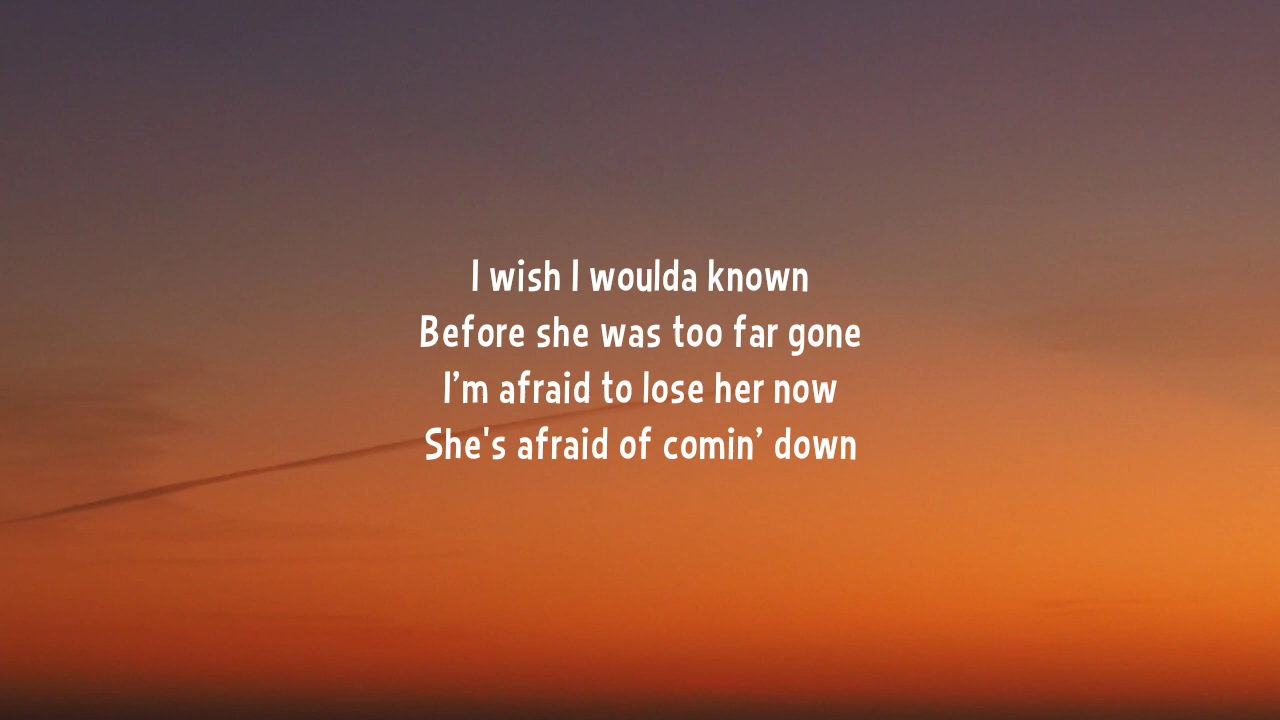 I wish I woulda known
Before she was too far gone
I’m afraid to lose her now
She's afraid of comin’ down